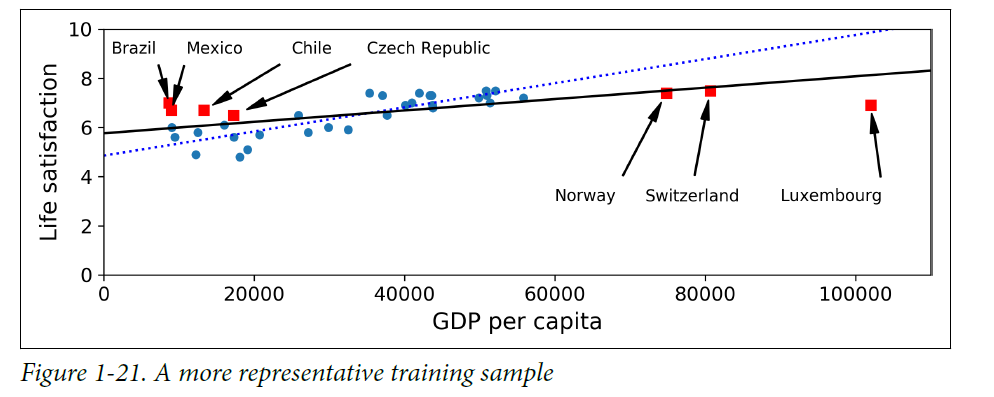 10
Brazil Mexico Chile Czech Republic
8
6
4
Norway Switzerland Luxembourg
2
0
Life satisfaction
0 20000 40000 60000 80000 100000
GDP per capita
Figure 1-21. A more representative training sample